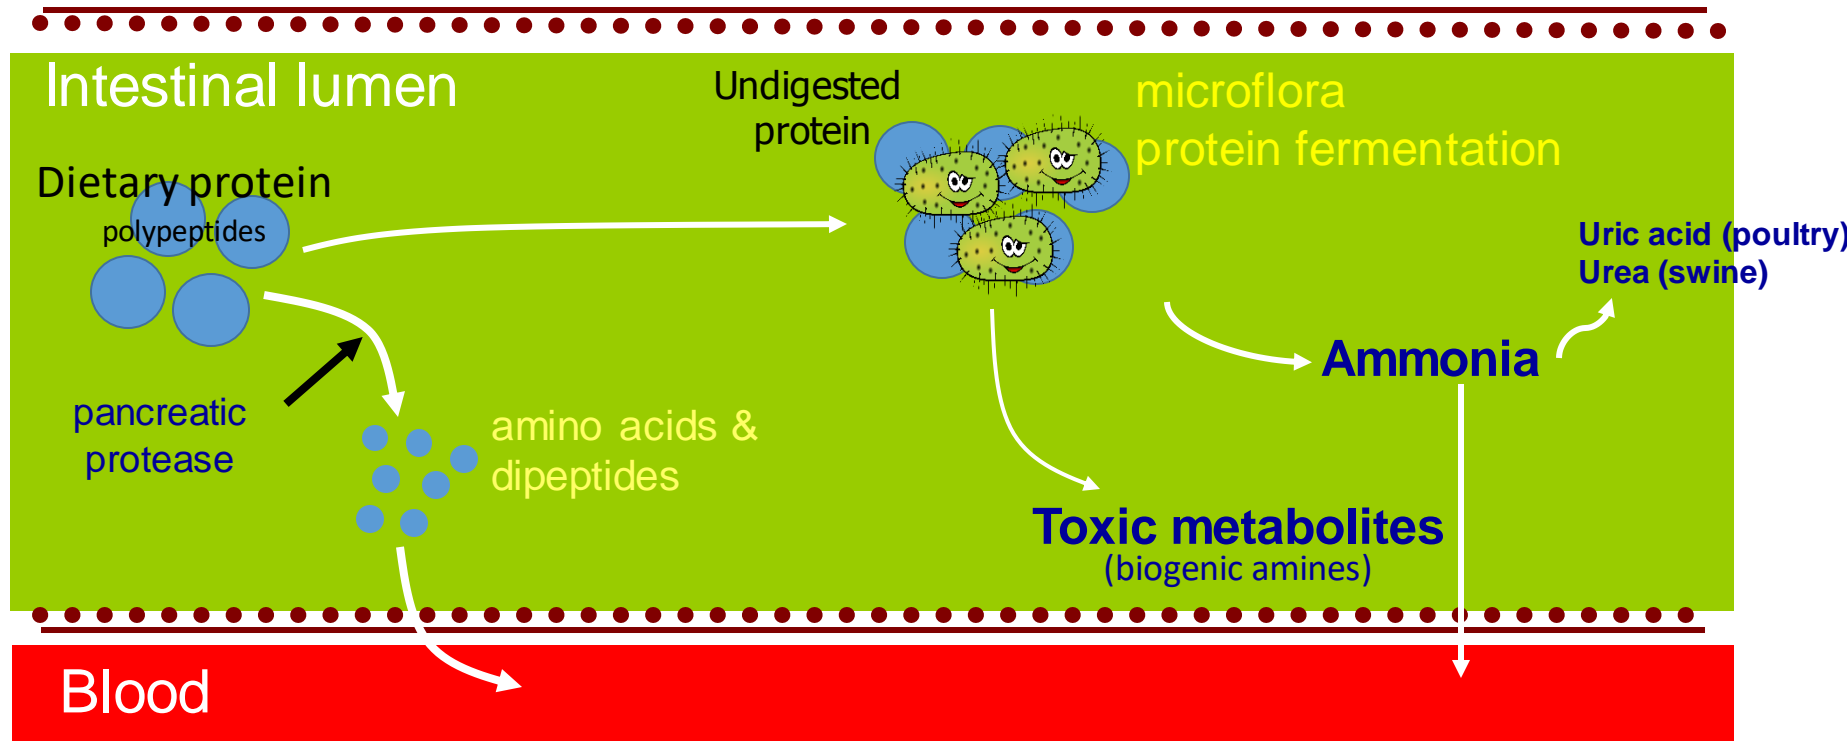 Intestinal lumen
Dietary protein
polypeptides
pancreatic
protease
amino acids &
dipeptides
Undigested
protein
microflora
protein fermentation
Uric acid (poultry)
Urea (swine)
Ammonia
Toxic metabolites
(biogenic amines)
Blood